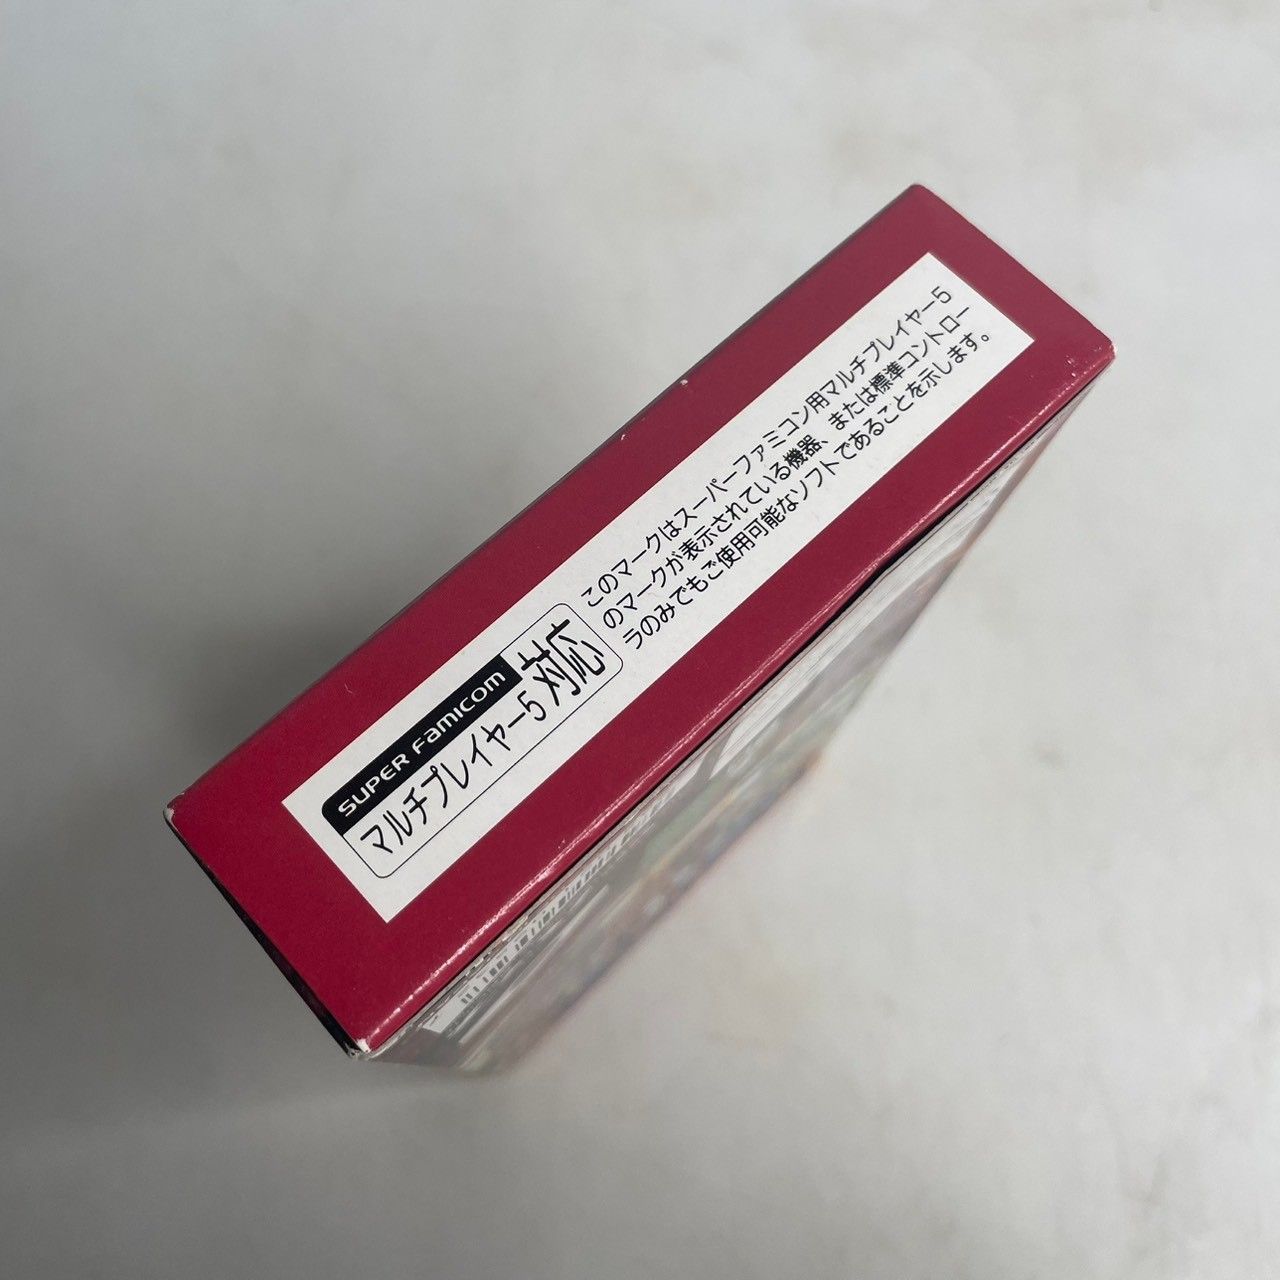 SUPER FAMICOM
マルチプレイヤー5 対応
このマークはスーパーファミコン用マルチプレイヤー5
のマークが表示されている機器、または標準コントロー
ラのみでもご使用可能なソフトであることを示します。